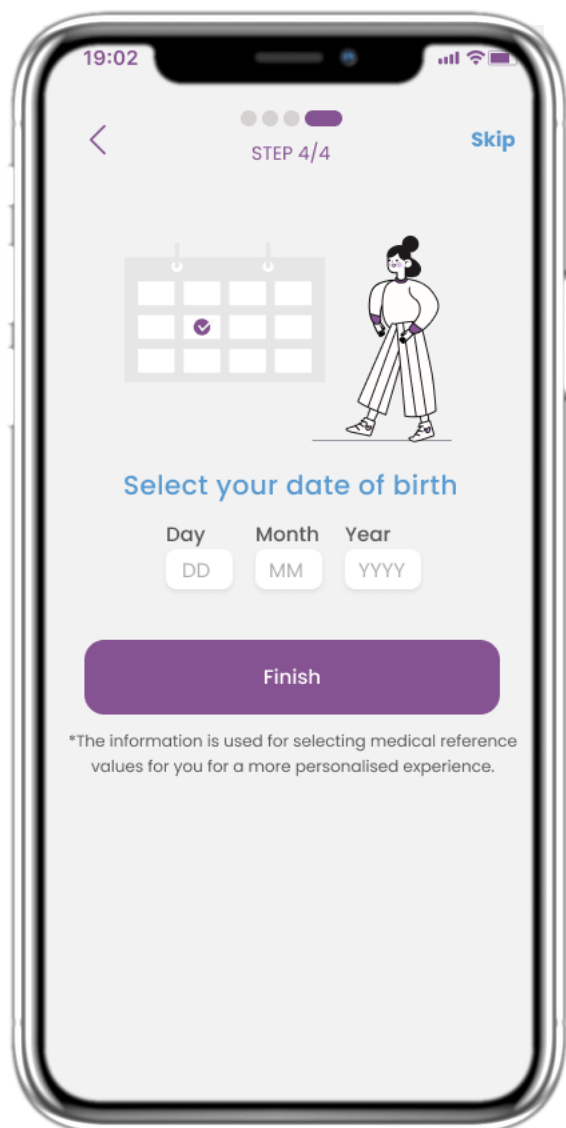 19:02
STEP 4/4
Skip
Select your date of birth
Day Month Year
DD MM YYYY
Finish
*The information is used for selecting medical reference
values for you for a more personalised experience.